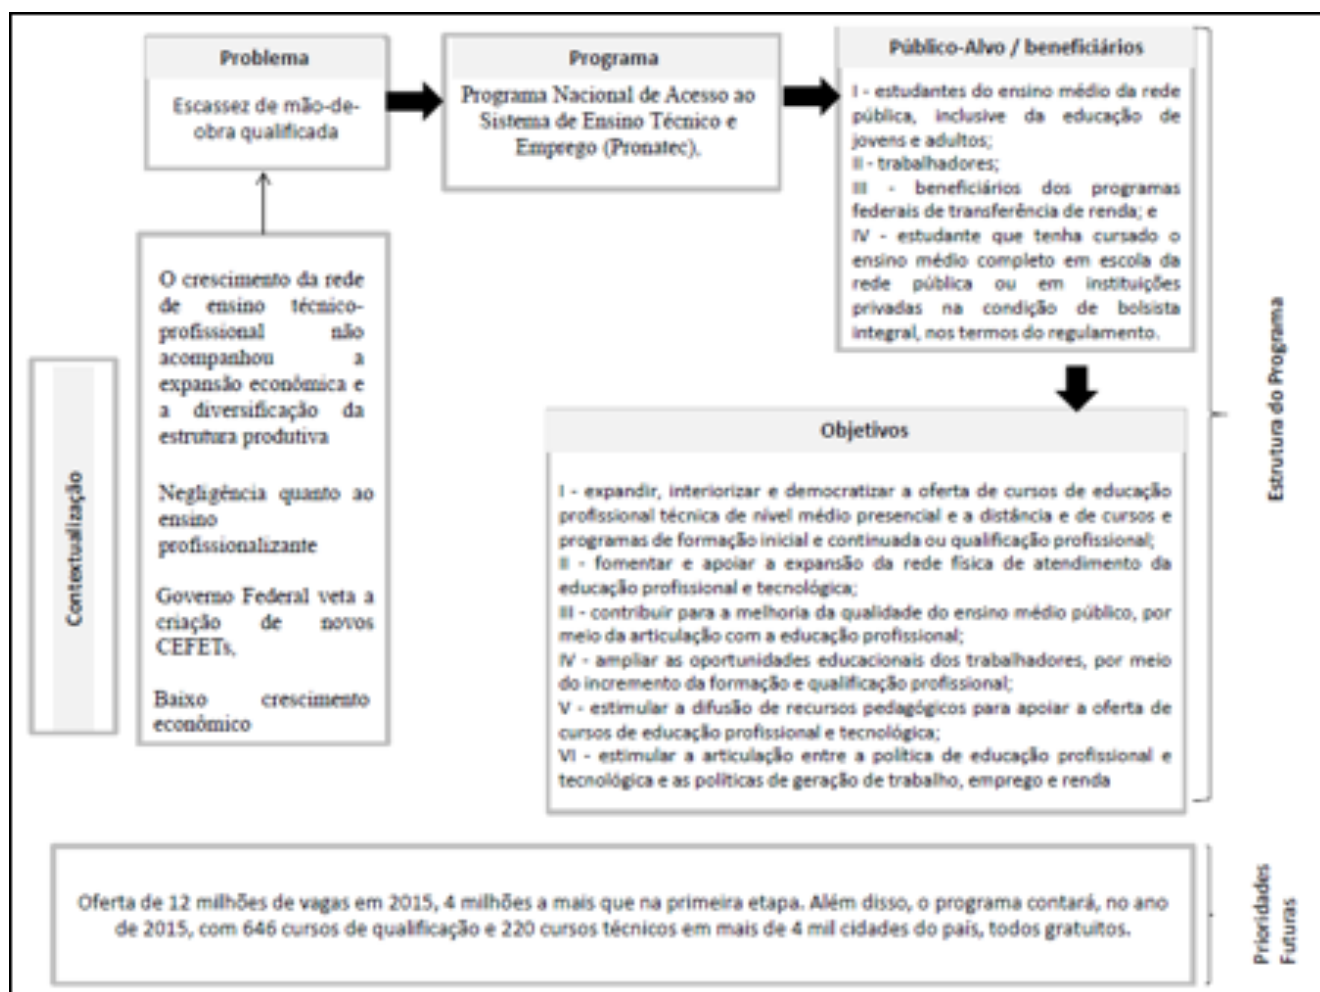 Problema
Escassez de mão-de-
obra qualificada
Programa
Programa Nacional de Acesso ao
Sistema de Ensino Técnico e
Emprego (Pronatec),
Público-Alvo / beneficiários
I - estudantes do ensino médio da rede
pública, inclusive da educação de
jovens e adultos;
II - trabalhadores;
III - beneficiários dos programas
federais de transferência de renda; e
IV - estudante que tenha cursado o
ensino médio completo em escola da
rede pública ou em instituições
privadas na condição de bolsista
integral, nos termos do regulamento.
Contextualização
O crescimento da rede
de ensino técnico-
profissional não
acompanhou a
expansão econômica e
a diversificação da
estrutura produtiva
Negligência quanto ao
ensino
profissionalizante
Governo Federal veta a
criação de novos
CEFETs,
Baixo crescimento
econômico
Objetivos
I - expandir, interiorizar e democratizar a oferta de cursos de educação
profissional técnica de nível médio presencial e a distância e de cursos e
programas de formação inicial e continuada ou qualificação profissional;
II - fomentar e apoiar a expansão da rede física de atendimento da
educação profissional e tecnológica;
III - contribuir para a melhoria da qualidade do ensino médio público, por
meio da articulação com a educação profissional;
IV - ampliar as oportunidades educacionais dos trabalhadores, por meio
do incremento da formação e qualificação profissional;
V - estimular a difusão de recursos pedagógicos para apoiar a oferta de
cursos de educação profissional e tecnológica;
VI - estimular a articulação entre a política de educação profissional e
tecnológica e as políticas de geração de trabalho, emprego e renda
Estrutura do Programa
Oferta de 12 milhões de vagas em 2015, 4 milhões a mais que na primeira etapa. Além disso, o programa contará, no ano
de 2015, com 646 cursos de qualificação e 220 cursos técnicos em mais de 4 mil cidades do país, todos gratuitos.
Prioridades
Futuras